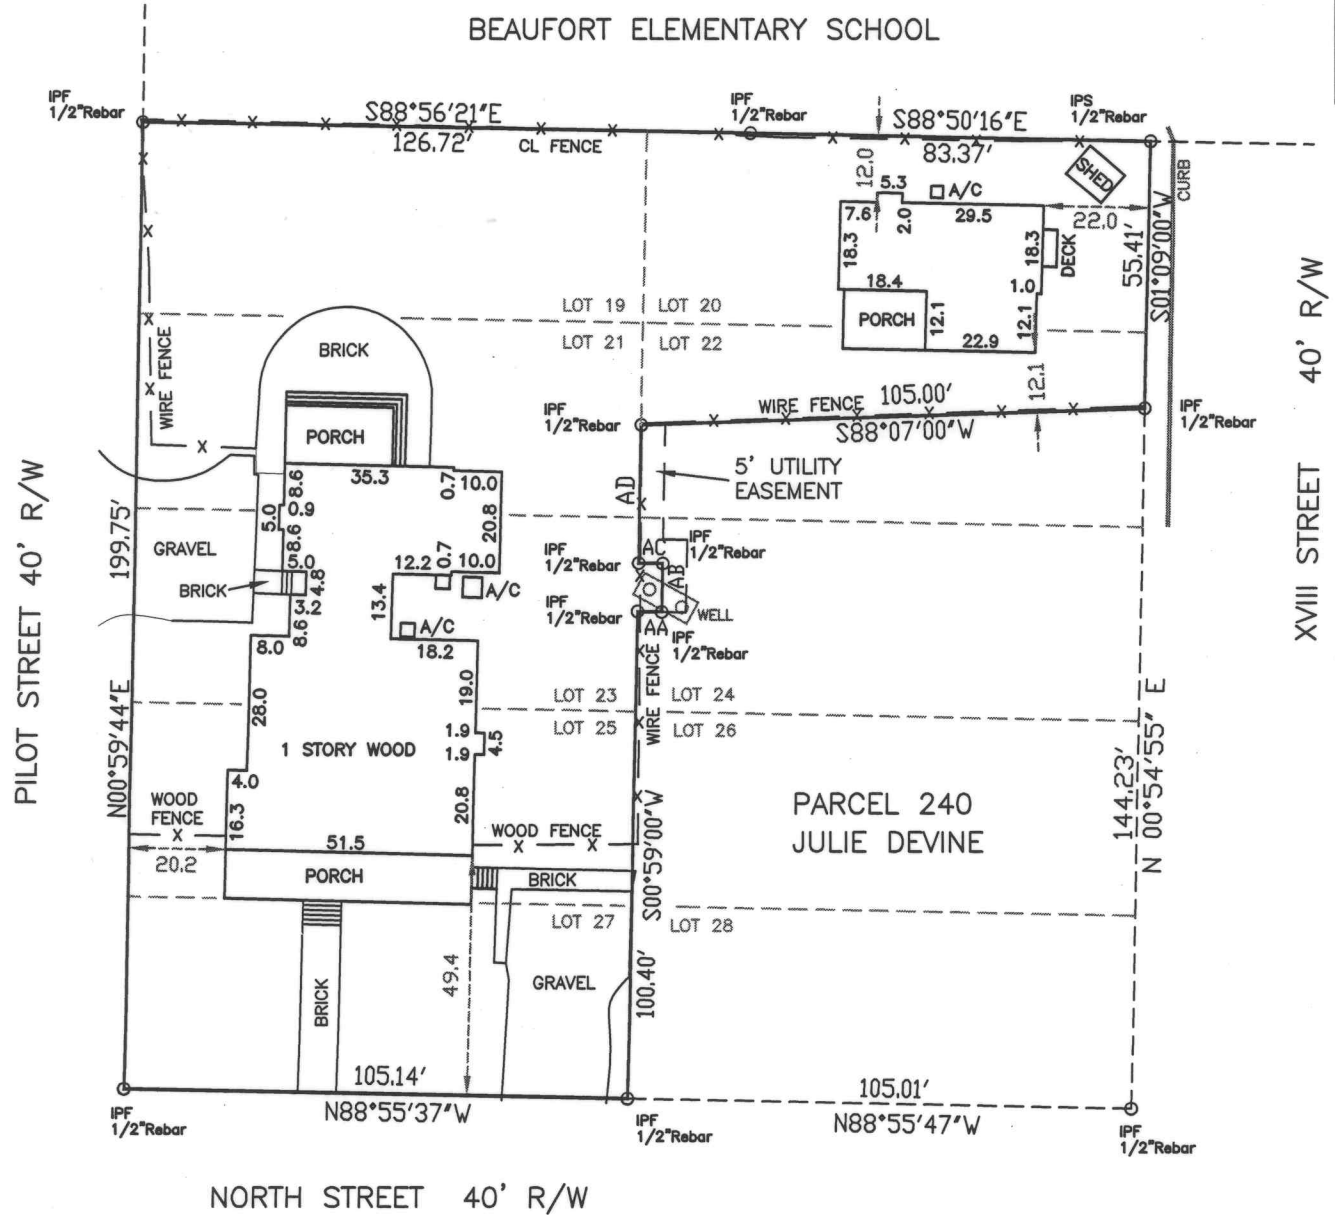 BEAUFORT ELEMENTARY SCHOOL
IPF
1/2"Rebar
S88°56'21"E
126.72'
CL FENCE
IPF
1/2"Rebar
S88°50'16"E
83.37'
IPS
1/2"Rebar
12.0
5.3
A/C
SHED
CURB
7.6
2.0
29.5
22.0
18.3
18.3
DECK
55.41'
S01°09'00"W
18.4
1.0
PORCH
12.1
12.1
22.9
LOT 19
LOT 20
LOT 21
LOT 22
WIRE FENCE
BRICK
PORCH
IPF
1/2"Rebar
WIRE FENCE
105.00'
S88°07'00"W
12.1
IPF
1/2"Rebar
XVIII STREET 40' R/W
5' UTILITY
EASEMENT
AD
35.3
0.7
10.0
8.6
0.9
5.0
8.6
20.8
PILOT STREET 40' R/W
199.75'
N00°59'44"E
GRAVEL
BRICK
5.0
4.8
3.2
8.6
8.0
12.2
0.7
10.0
A/C
13.4
A/C
18.2
IPF
1/2"Rebar
AC
IPF
1/2"Rebar
AB
IPF
1/2"Rebar
AA
WELL
IPF
1/2"Rebar
28.0
19.0
LOT 23
LOT 24
LOT 25
LOT 26
WIRE FENCE
1.9
1.9
4.5
1 STORY WOOD
4.0
16.3
20.8
WOOD
FENCE
20.2
51.5
PORCH
WOOD FENCE
BRICK
S00°59'00"W
100.40'
PARCEL 240
JULIE DEVINE
144.23'
N 00°54'55" E
LOT 27
LOT 28
49.4
GRAVEL
BRICK
105.14'
N88°55'37"W
105.01'
N88°55'47"W
IPF
1/2"Rebar
IPF
1/2"Rebar
IPF
1/2"Rebar
NORTH STREET 40' R/W